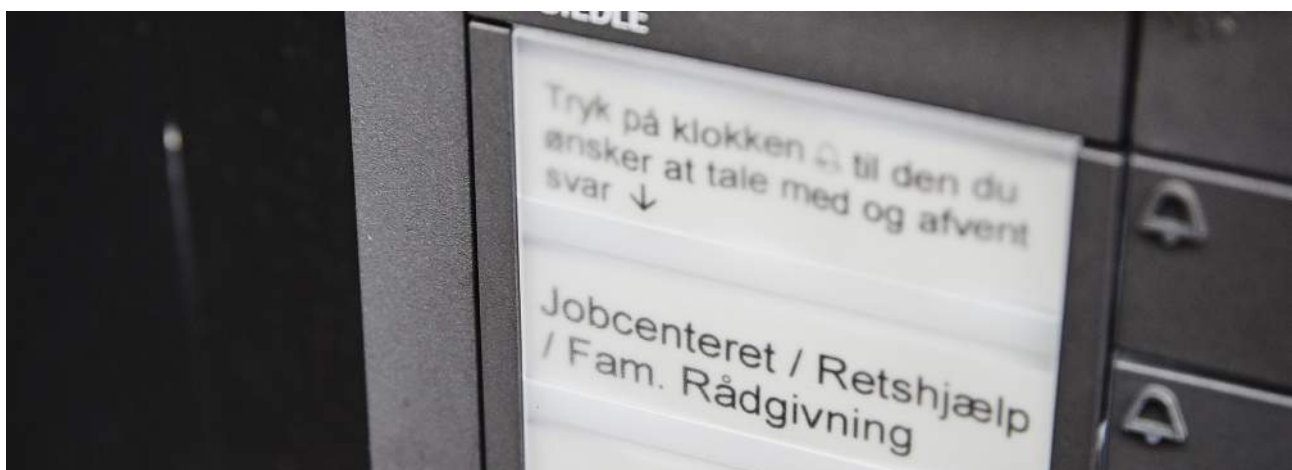 SIEDLE
Tryk på klokken til den du
ønsker at tale med og afvent
svar ↓
Jobcenteret / Retshjælp
/ Fam. Rådgivning